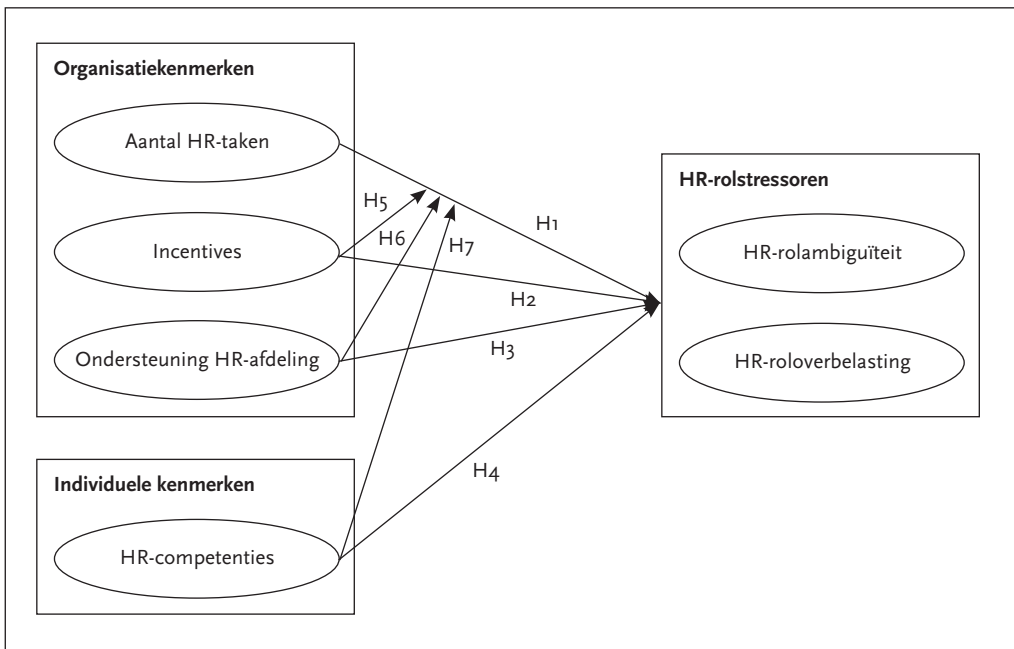 Organisatiekenmerken
Aantal HR-taken
Incentives
Ondersteuning HR-afdeling
Individuele kenmerken
HR-competenties
H5
H6
H7
H1
H2
H3
H4
HR-rolstressoren
HR-rolambiguïteit
HR-roloverbelasting